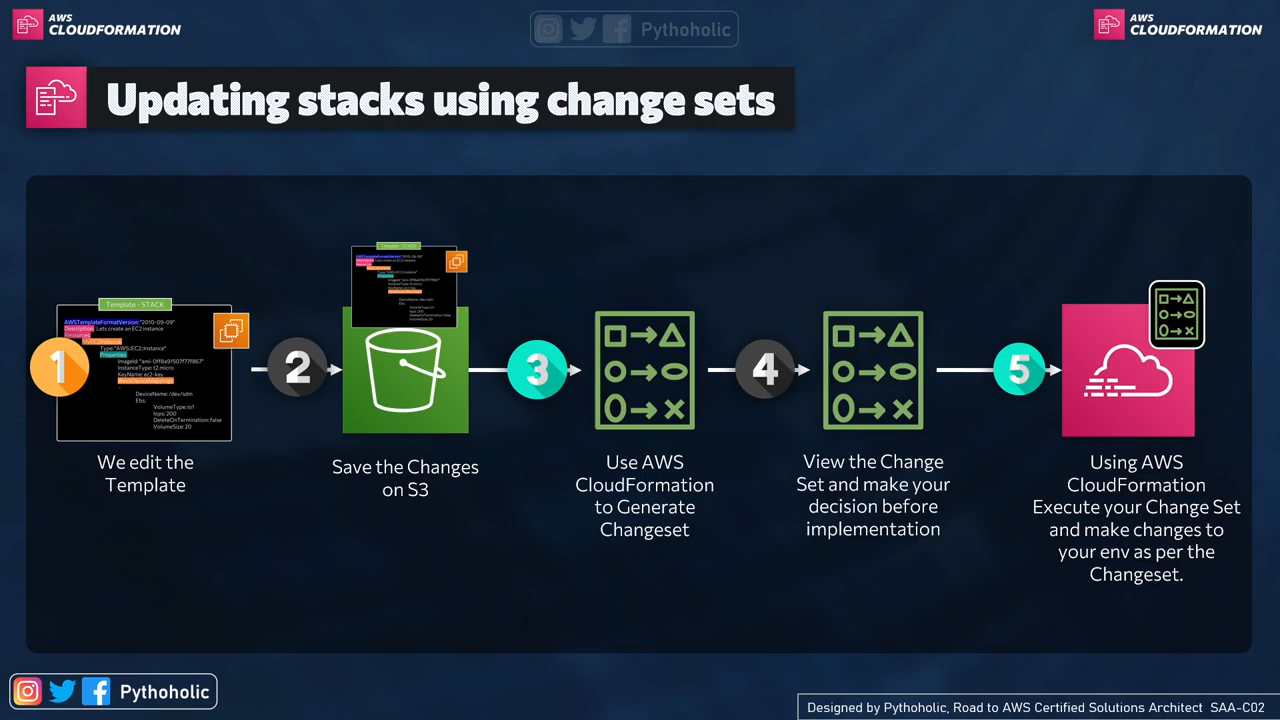 AWS
CLOUDFORMATION
Pythoholic
AWS
CLOUDFORMATION
Updating stacks using change sets
Template - STACK
AWSTemplateFormatVersion: "2010-09-09"
Description: Lets create an EC2 instance
Resources:
Type:"AWS::EC2::Instance"
Properties:
InstanceType: t2.micro
KeyName: ec2-key
BlockDeviceMappings:
DeviceName: /dev/sdm
Ebs:
VolumeType: io1
Iops: 200
DeleteOnTermination: false
VolumeSize: 20
1
We edit the
Template
2
Template - STACK
Save the Changes
on S3
3
Use AWS
CloudFormation
to Generate
Changeset
4
View the Change
Set and make your
decision before
implementation
5
Using AWS
CloudFormation
Execute your Change Set
and make changes to
your env as per the
Changeset.
Pythoholic
Designed by Pythoholic, Road to AWS Certified Solutions Architect SAA-C02